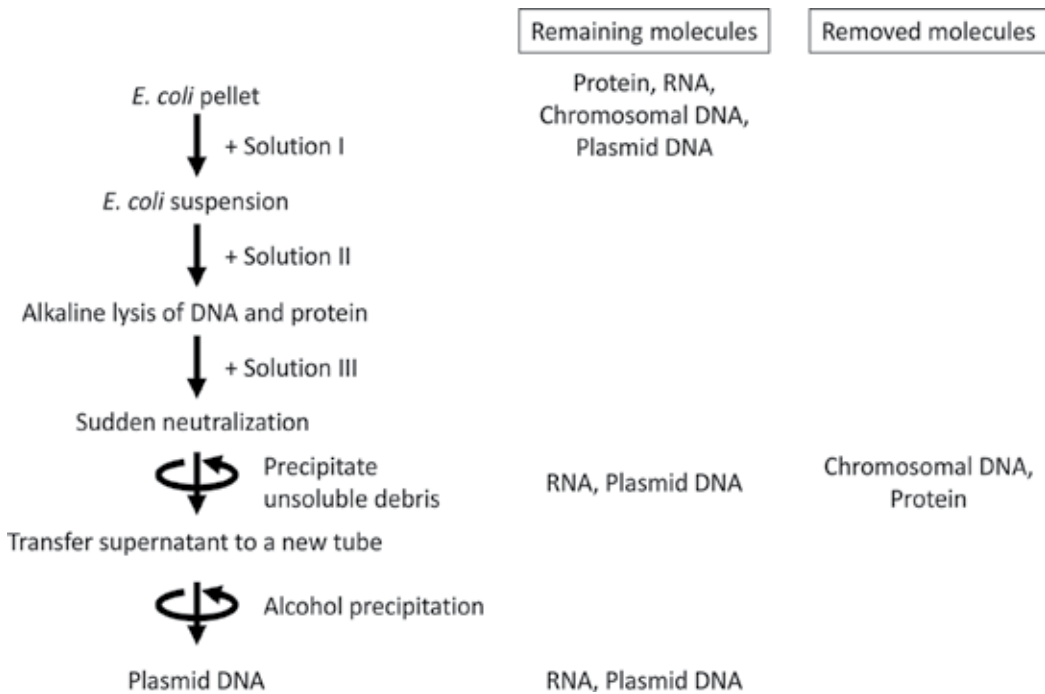 Remaining molecules
Removed molecules
E. coli pellet
Protein, RNA,
Chromosomal DNA,
Plasmid DNA
+ Solution I
E. coli suspension
+ Solution II
Alkaline lysis of DNA and protein
+ Solution III
Sudden neutralization
Precipitate
unsoluble debris
RNA, Plasmid DNA
Chromosomal DNA,
Protein
Transfer supernatant to a new tube
Alcohol precipitation
Plasmid DNA
RNA, Plasmid DNA